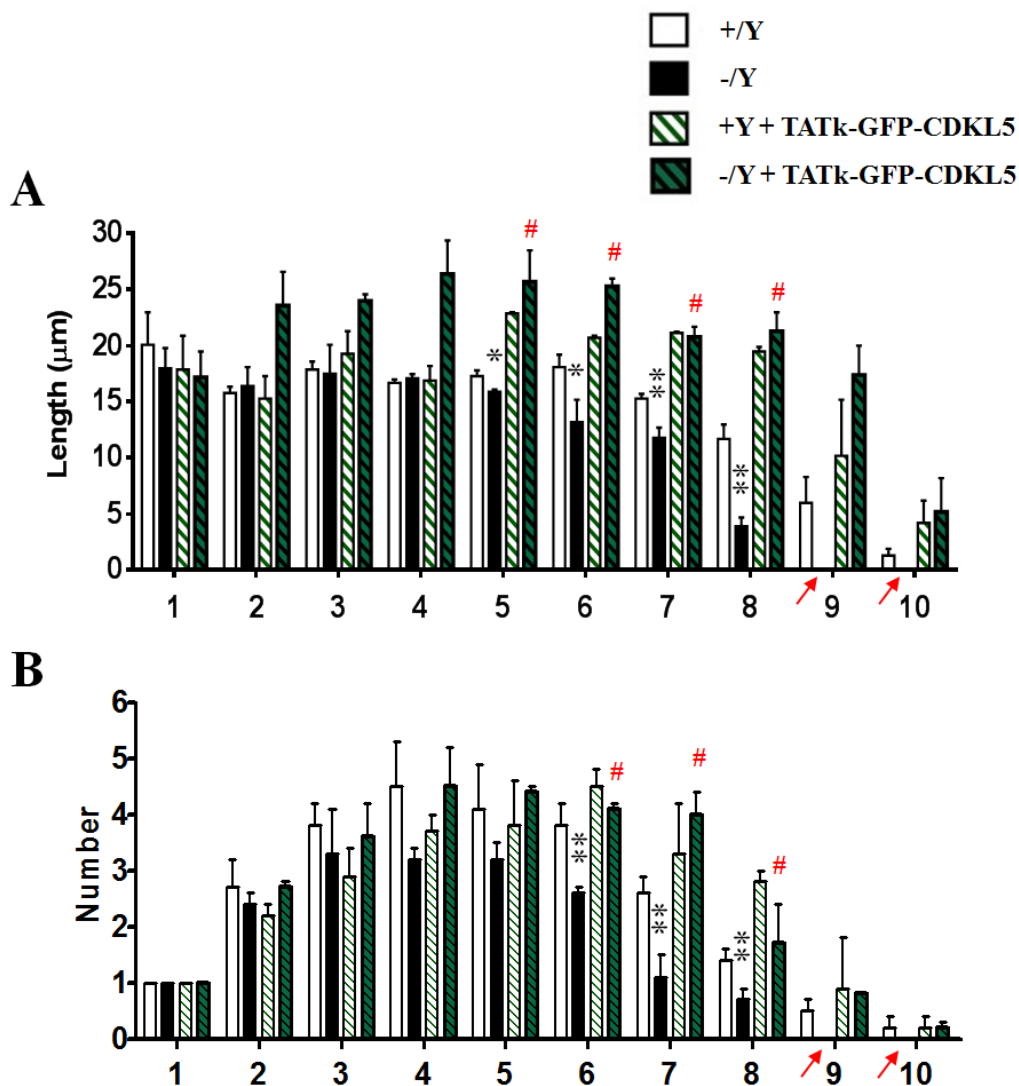 +/Y
-/Y
+Y + TATk-GFP-CDKL5
-/Y + TATk-GFP-CDKL5
A
30
25
20
15
10
5
0
Length (μm)
# # # #
* * ** **
1 2 3 4 5 6 7 8 9 10
B
6
5
4
3
2
1
0
Number
# # #
** ** **
1 2 3 4 5 6 7 8 9 10